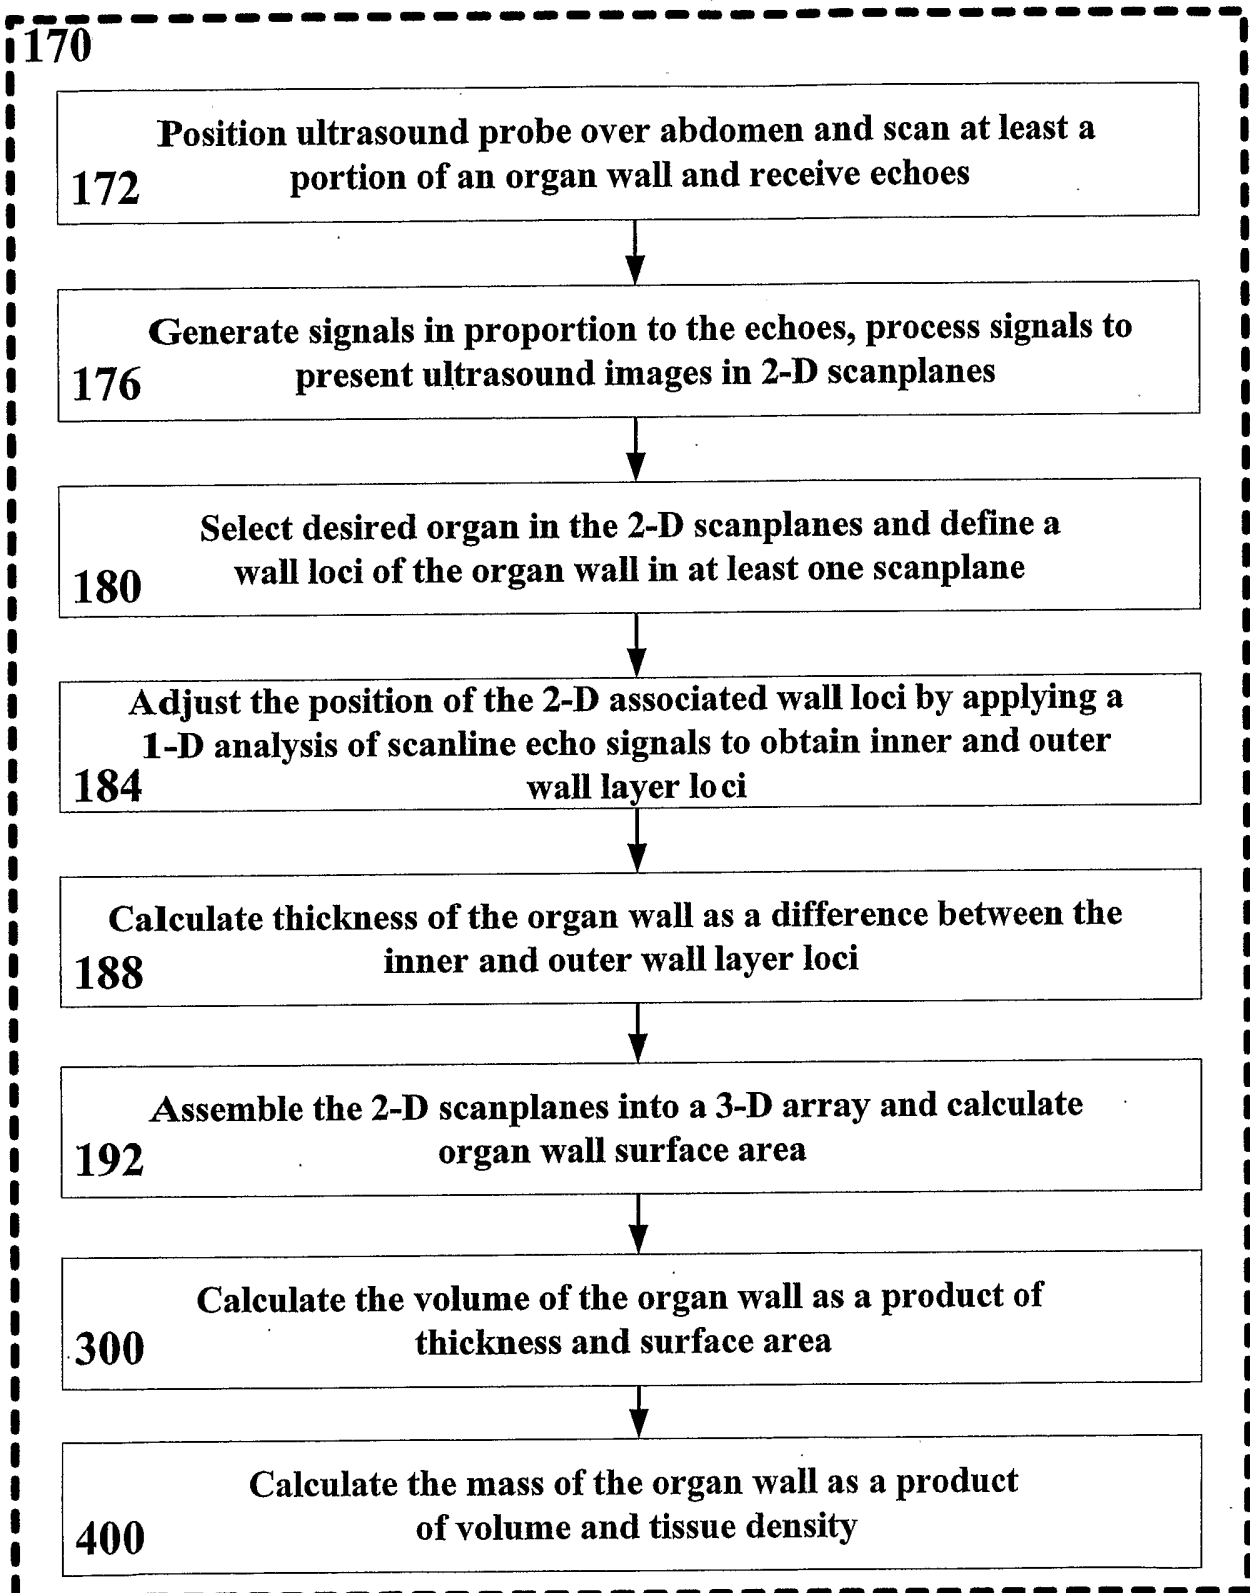 170
Position ultrasound probe over abdomen and scan at least a
portion of an organ wall and receive echoes
172
Generate signals in proportion to the echoes, process signals to
present ultrasound images in 2-D scanplanes
176
Select desired organ in the 2-D scanplanes and define a
wall loci of the organ wall in at least one scanplane
180
Adjust the position of the 2-D associated wall loci by applying a
1-D analysis of scanline echo signals to obtain inner and outer
wall layer loci
184
Calculate thickness of the organ wall as a difference between the
inner and outer wall layer loci
188
Assemble the 2-D scanplanes into a 3-D array and calculate
organ wall surface area
192
Calculate the volume of the organ wall as a product of
thickness and surface area
300
Calculate the mass of the organ wall as a product
of volume and tissue density
400